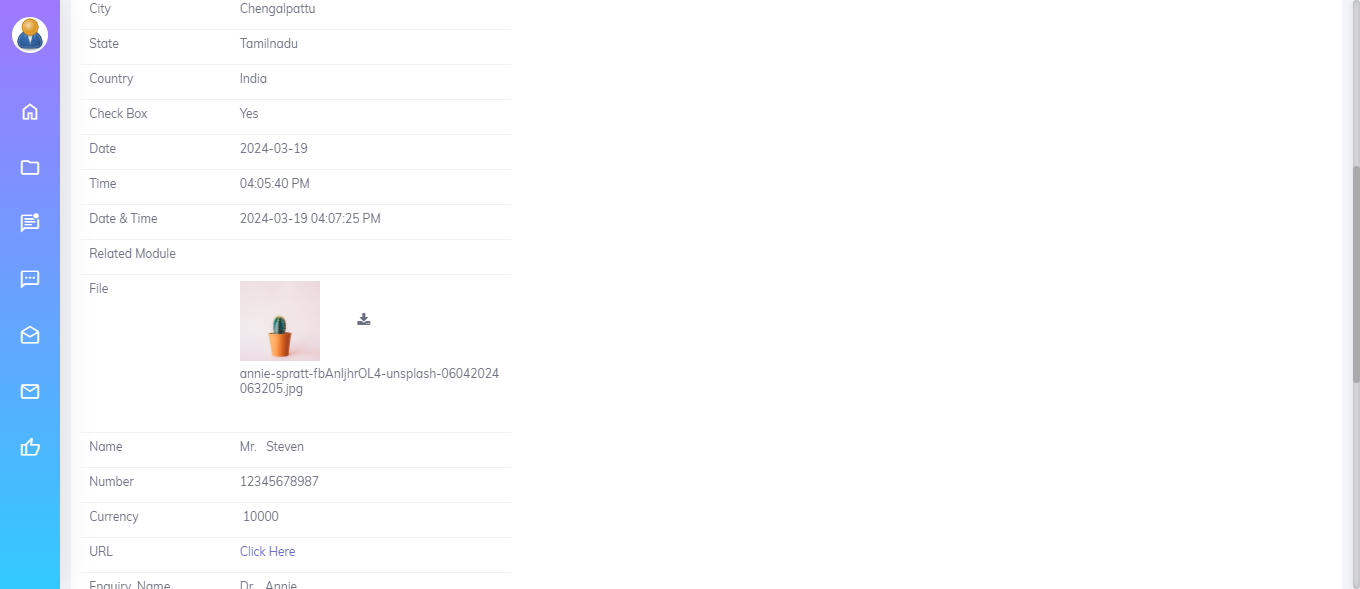 City Chengalpattu
State Tamilnadu
Country India
Check Box Yes
Date 2024-03-19
Time 04:05:40 PM
Date & Time 2024-03-19 04:07:25 PM
Related Module
File
annie-spratt-fbAnIjhrOL4-unsplash-06042024
063205.jpg
Name Mr. Steven
Number 12345678987
Currency 10000
URL Click Here
Enquiry Name Dr. Annie